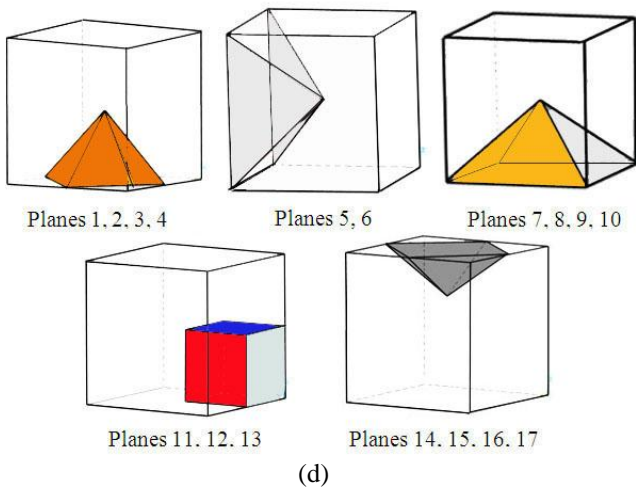 Planes 1, 2, 3, 4
Planes 5, 6
Planes 7, 8, 9, 10
Planes 11, 12, 13
Planes 14, 15, 16, 17
(d)